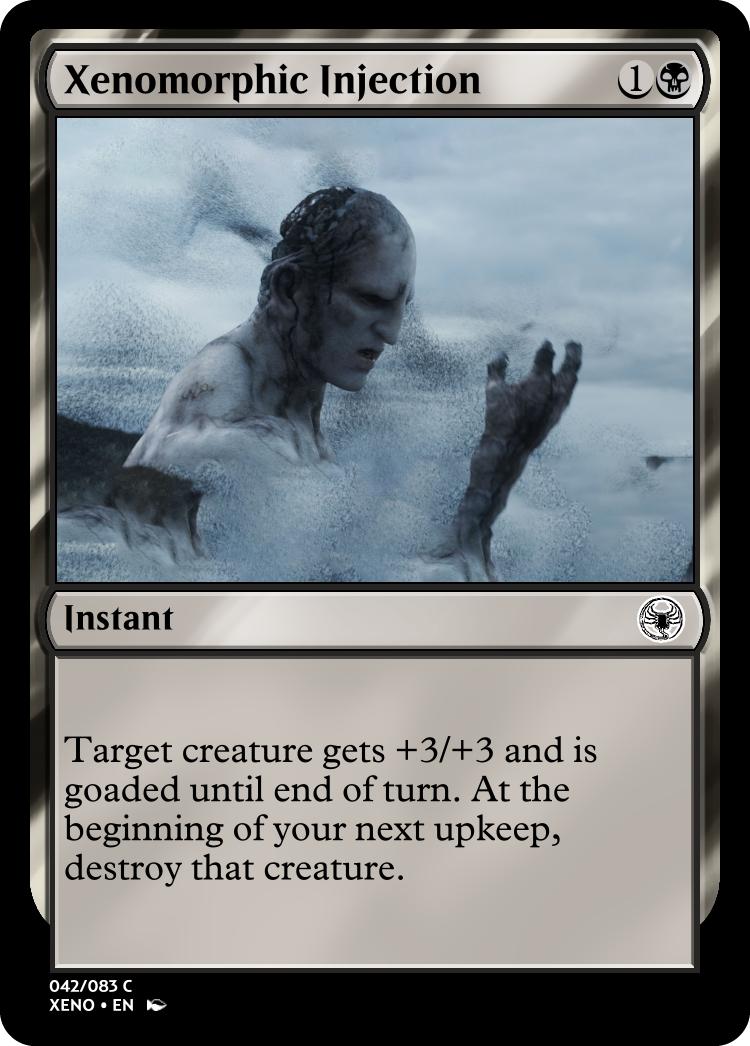 Xenomorphic Injection 1
Instant
Target creature gets +3/+3 and is
goaded until end of turn. At the
beginning of your next upkeep,
destroy that creature.
042/083 C
XENO • EN